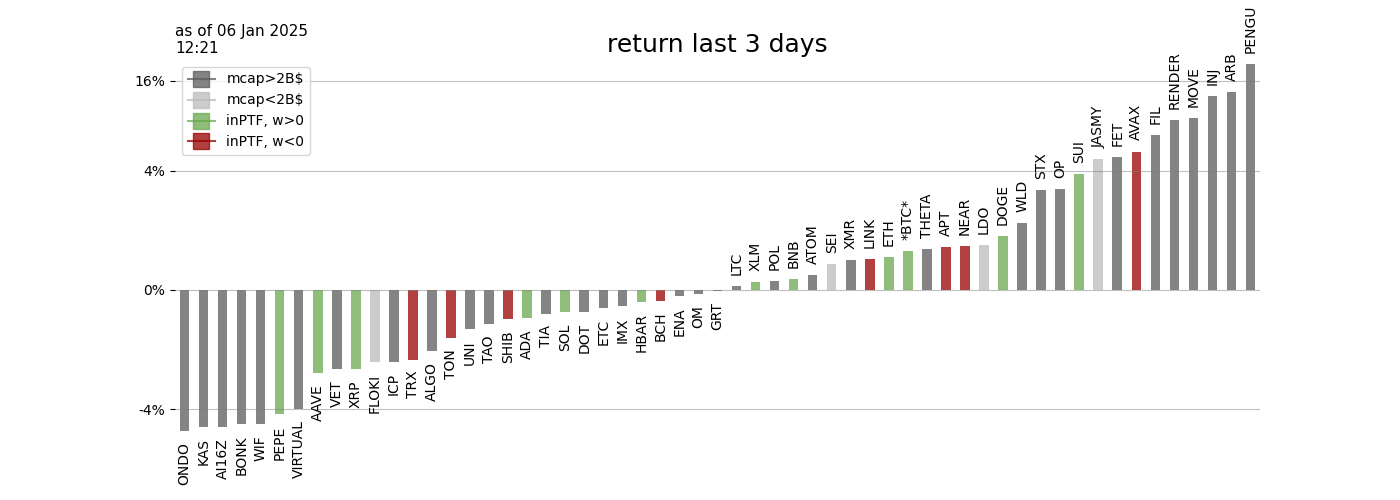 as of 06 Jan 2025
12:21
return last 3 days
mcap>2B$
mcap<2B$
inPTF, w>0
inPTF, w<0
16%
4%
0%
-4%
ONDO
KAS
AI16Z
BONK
WIF
PEPE
VIRTUAL
AAVE
VET
XRP
FLOKI
ICP
TRX
ALGO
TON
UNI
TAO
SHIB
ADA
TIA
SOL
DOT
ETC
IMX
HBAR
BCH
ENA
OM
GRT
LTC
XLM
POL
BNB
ATOM
SEI
XMR
LINK
ETH
*BTC*
THETA
APT
NEAR
LDO
DOGE
WLD
STX
OP
SUI
JASMY
FET
AVAX
FIL
RENDER
MOVE
INJ
ARB
PENGU